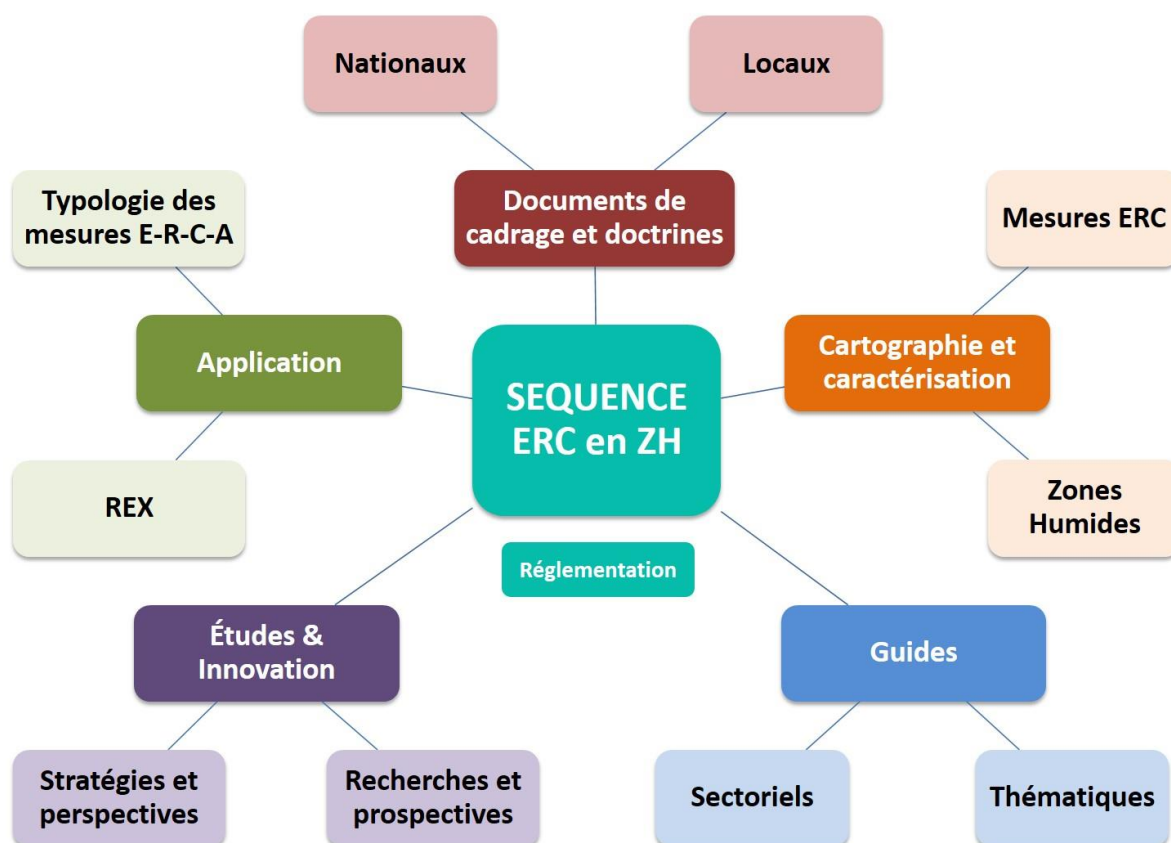 Nationaux
Locaux
Typologie des
mesures E-R-C-A
Documents de
cadrage et doctrines
Mesures ERC
Application
SEQUENCE
ERC en ZH
Cartographie et
caractérisation
REX
Zones
Humides
Réglementation
Études &
Innovation
Guides
Stratégies et
perspectives
Recherches et
prospectives
Sectoriels
Thématiques